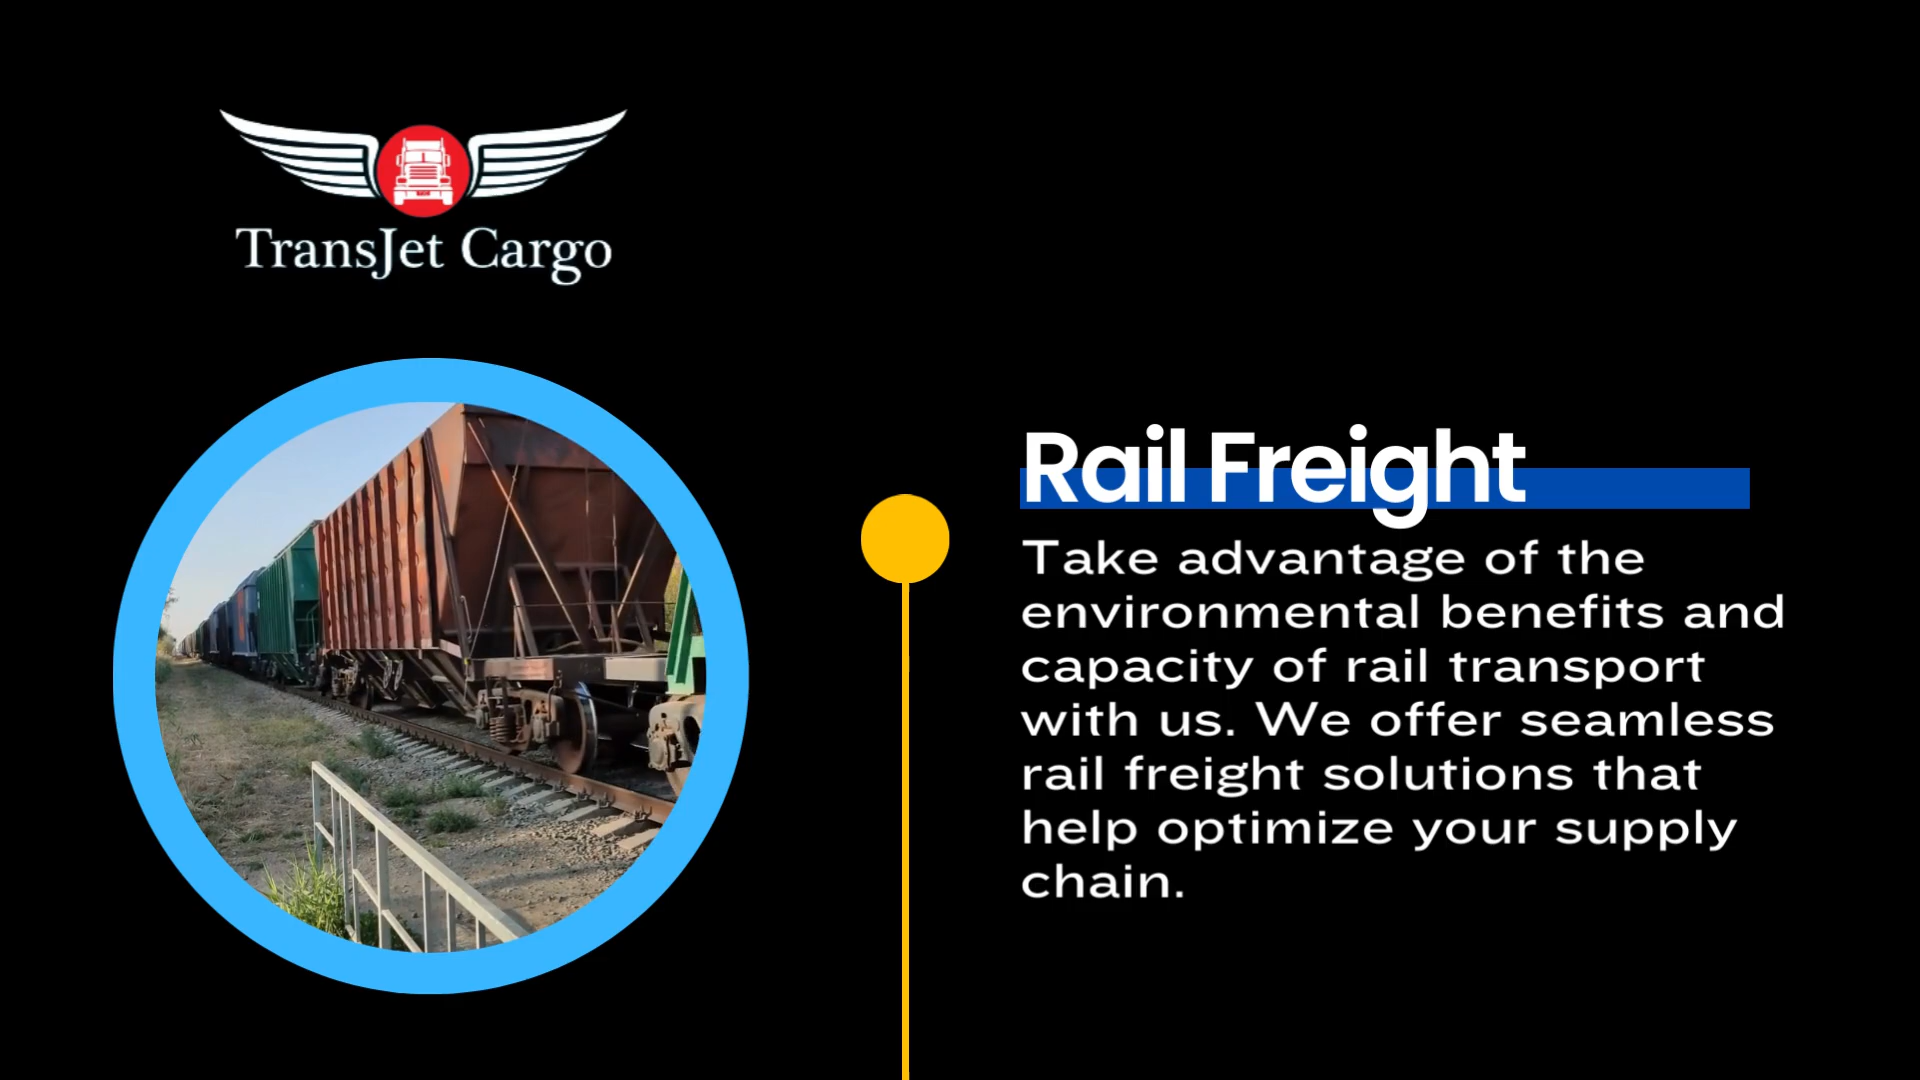 TransJet Cargo
Rail Freight
Take advantage of the
environmental benefits and
capacity of rail transport
with us. We offer seamless
rail freight solutions that
help optimize your supply
chain.